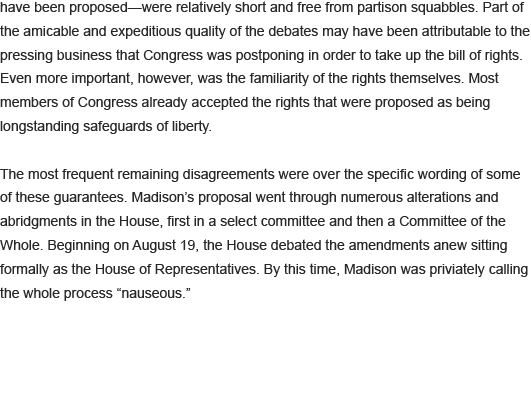 have been proposed—were relatively short and free from partison squabbles. Part of
the amicable and expeditious quality of the debates may have been attributable to the
pressing business that Congress was postponing in order to take up the bill of rights.
Even more important, however, was the familiarity of the rights themselves. Most
members of Congress already accepted the rights that were proposed as being
longstanding safeguards of liberty.

The most frequent remaining disagreements were over the specific wording of some
of these guarantees. Madison’s proposal went through numerous alterations and
abridgments in the House, first in a select committee and then a Committee of the
Whole. Beginning on August 19, the House debated the amendments anew sitting
formally as the House of Representatives. By this time, Madison was priviately calling
the whole process “nauseous.”